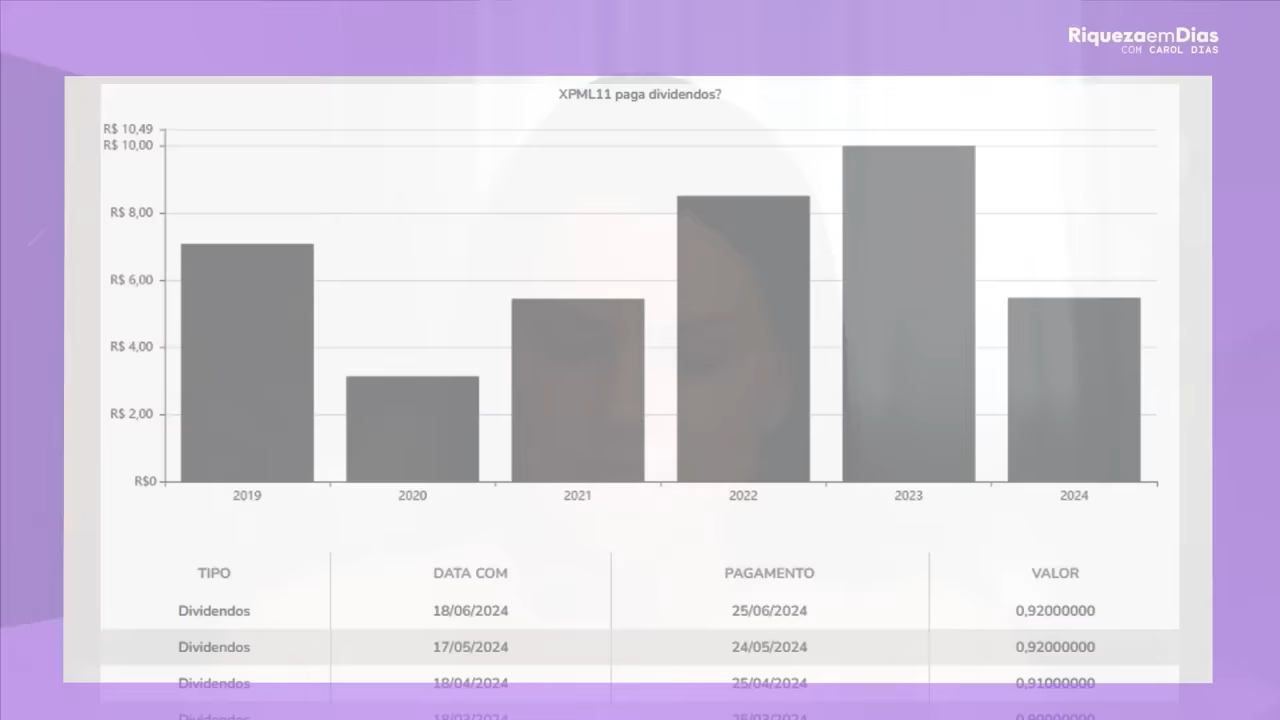 RiquezaemDias
COM CAROL DIAS
XPML11 paga dividendos?
R$ 10,49
R$ 10,00
R$ 8,00
R$ 6,00
R$ 4,00
R$ 2,00
R$0
2019 2020 2021 2022 2023 2024
TIPO DATA COM PAGAMENTO VALOR
Dividendos 18/06/2024 25/06/2024 0,92000000
Dividendos 17/05/2024 24/05/2024 0,92000000
Dividendos 18/04/2024 25/04/2024 0,91000000